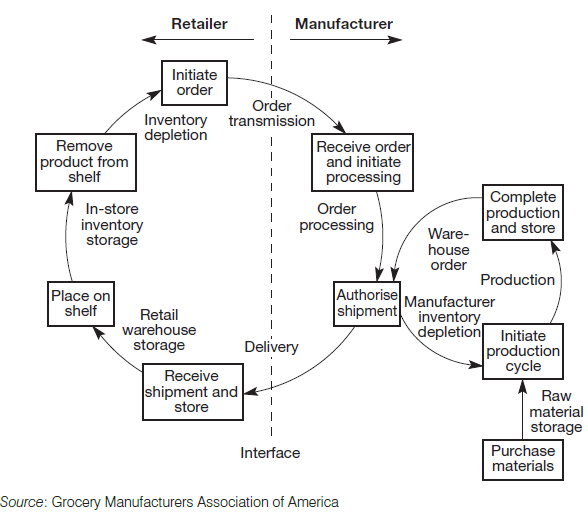 Retailer
Manufacturer
Initiate
order
Order
transmission
Inventory
depletion
Remove
product from
shelf
Receive order
and initiate
processing
In-store
inventory
storage
Order
processing
Complete
production
and store
Ware-
house
order
Production
Place on
shelf
Authorise
shipment
Manufacturer
inventory
depletion
Retail
warehouse
storage
Delivery
Initiate
production
cycle
Receive
shipment and
store
Raw
material
storage
Interface
Purchase
materials
Source: Grocery Manufacturers Association of America